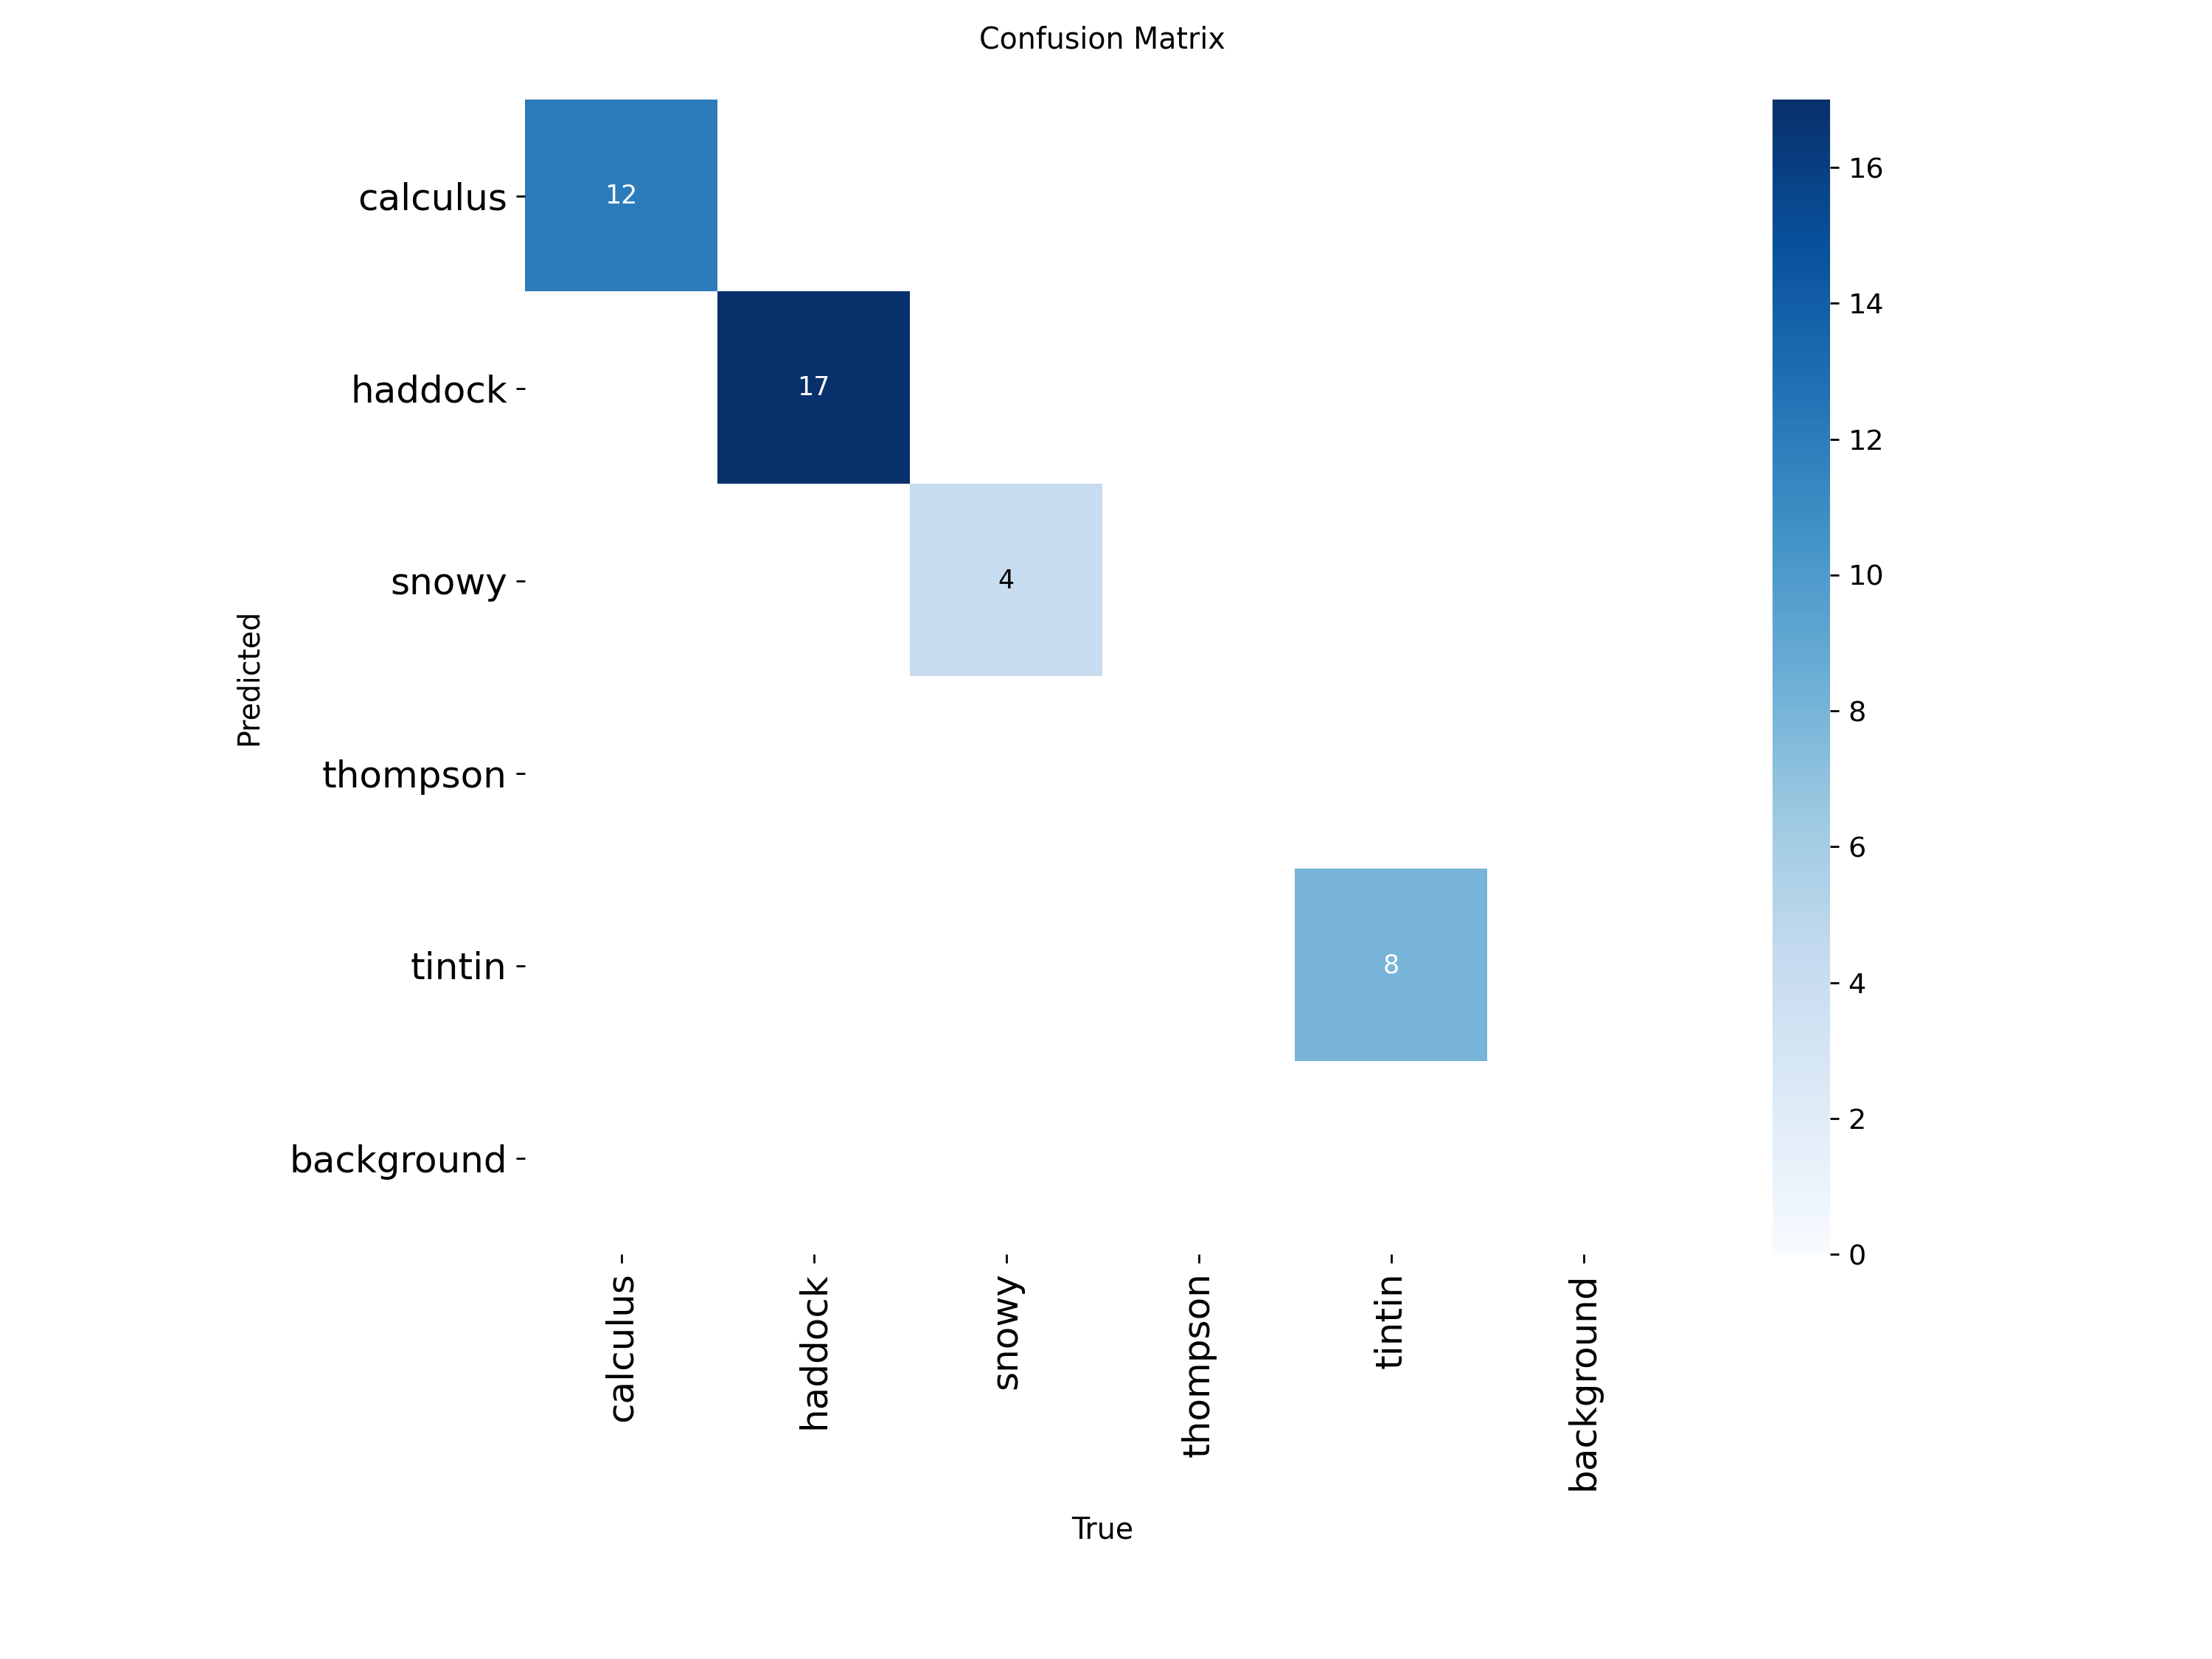 Confusion Matrix
calculus
haddock
snowy
thompson
tintin
background
Predicted
12
17
4
8
calculus
haddock
snowy
thompson
tintin
background
True
16
14
12
10
8
6
4
2
0